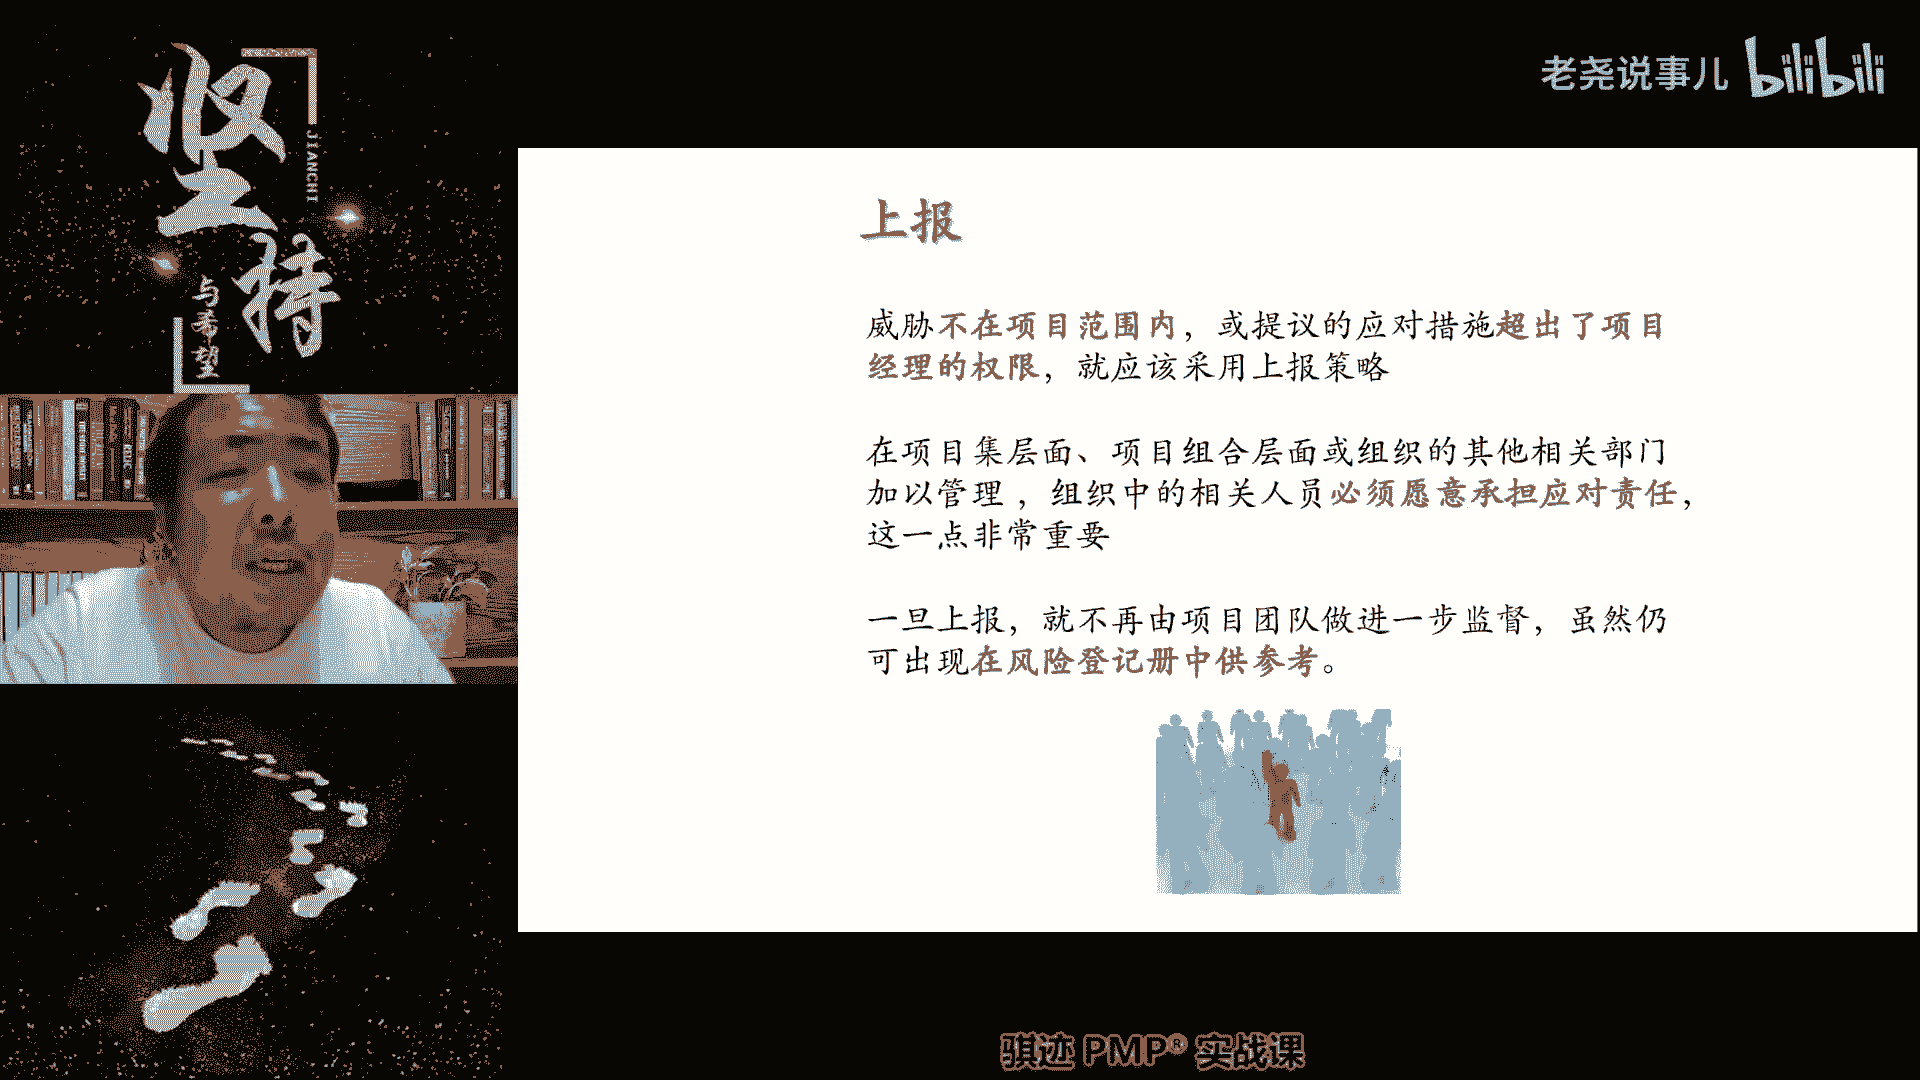 坚持
JIANCHI
与希望
老尧说事儿 bilibili
上报
威胁不在项目范围内，或提议的应对措施超出了项目
经理的权限，就应该采用上报策略
在项目集层面、项目组合层面或组织的其他相关部门
加以管理 ，组织中的相关人员必须愿意承担应对责任，
这一点非常重要
一旦上报，就不再由项目团队做进一步监督，虽然仍
可出现在风险登记册中供参考。
骐迹 PMP® 实战课